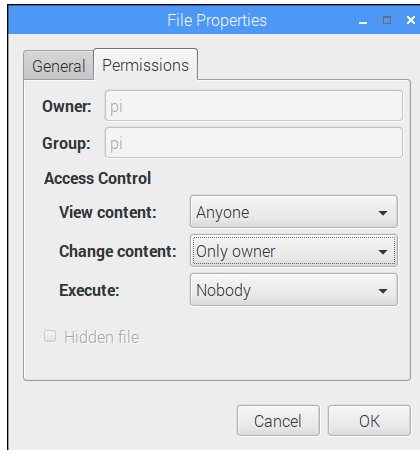 File Properties
General Permissions
Owner: pi
Group: pi
Access Control
View content: Anyone
Change content: Only owner
Execute: Nobody
Hidden file
Cancel OK